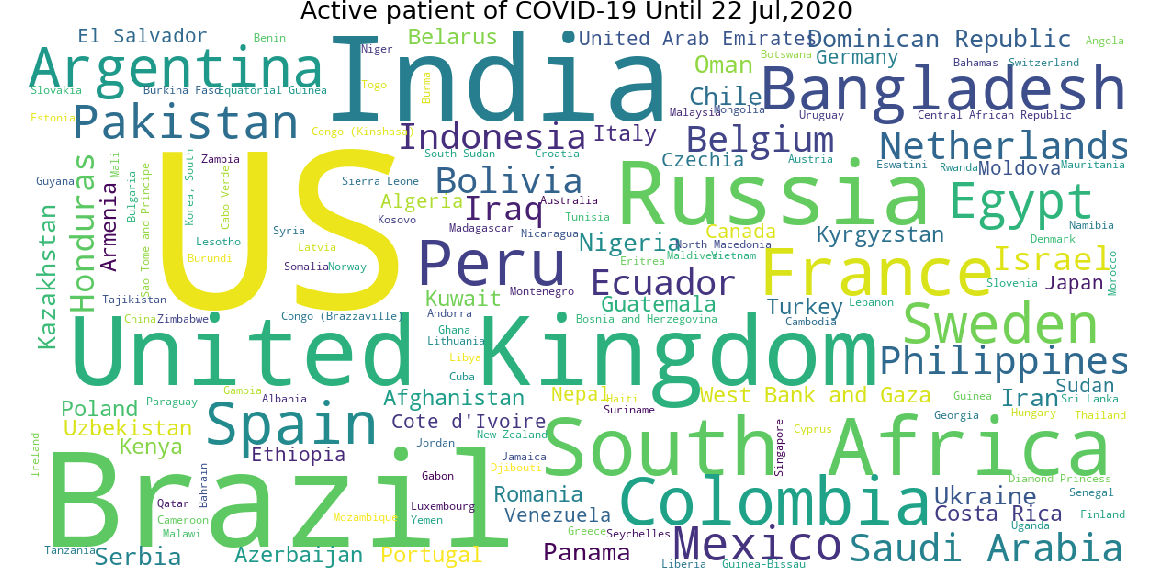 Active patient of COVID-19 Until 22 Jul,2020
El Salvador
Benin
Niger
Belarus
United Arab Emirates
Dominican Republic
Angola
Argentina
India
Oman
Botswana
Germany
Bahamas
Switzerland
Slovakia
Burkina Faso
Equatorial Guinea
Togo
Burma
Chile
Mongolia
Bangladesh
Estonia
Pakistan
Congo (Kinshasa)
Indonesia
Italy
Malaysia
Uruguay
Central African Republic
Belgium
Netherlands
Honduras
Mali
Korea, South
Zambia
South Sudan
Croatia
Czechia
Austria
Eswatini
Rwanda
Moldova
Mauritania
Guyana
Armenia
Bulgaria
Sao Tome and Principe
Cabo Verde
US
Sierra Leone
Bolivia
Russia
Egypt
Kazakhstan
Algeria
Iraq
Australia
Tunisia
Kosovo
Madagascar
Nicaragua
Nigeria
North Macedonia
Canada
Kyrgyzstan
Namibia
Denmark
Syria
Lesotho
Latvia
Burundi
Somalia
Norway
Peru
Eritrea
Maldives
Vietnam
France
Israel
Morocco
Ecuador
Slovenia
Japan
Tajikistan
Kuwait
Montenegro
Guatemala
Turkey
Lebanon
China
Zimbabwe
Congo (Brazzaville)
Andorra
Bosnia and Herzegovina
Cambodia
Sweden
United Kingdom
Ghana
Lithuania
Libya
Cuba
Philippines
Gambia
Albania
Afghanistan
Nepal
Haiti
West Bank and Gaza
Guinea
Iran
Sudan
Sri Lanka
Poland
Paraguay
Spain
Cote d'Ivoire
Suriname
Georgia
Hungary
Thailand
Uzbekistan
Kenya
Ethiopia
Jordan
New Zealand
South Africa
Singapore
Cyprus
Ireland
Brazil
Bahrain
Gabon
Jamaica
Djibouti
Diamond Princess
Qatar
Luxembourg
Romania
Colombia
Ukraine
Senegal
Cameroon
Malawi
Mozambique
Yemen
Venezuela
Costa Rica
Finland
Greece
Seychelles
Uganda
Tanzania
Serbia
Azerbaijan
Portugal
Panama
Mexico
Saudi Arabia
Liberia
Guinea-Bissau